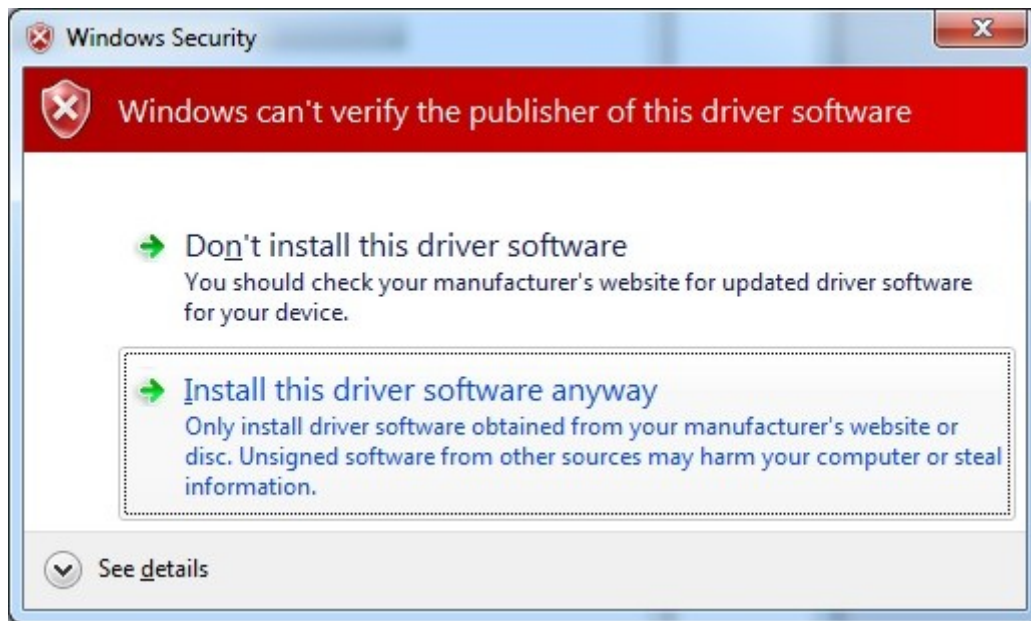 Windows Security
Windows can't verify the publisher of this driver software
Don't install this driver software
You should check your manufacturer's website for updated driver software
for your device.
Install this driver software anyway
Only install driver software obtained from your manufacturer's website or
disc. Unsigned software from other sources may harm your computer or steal
information.
See details